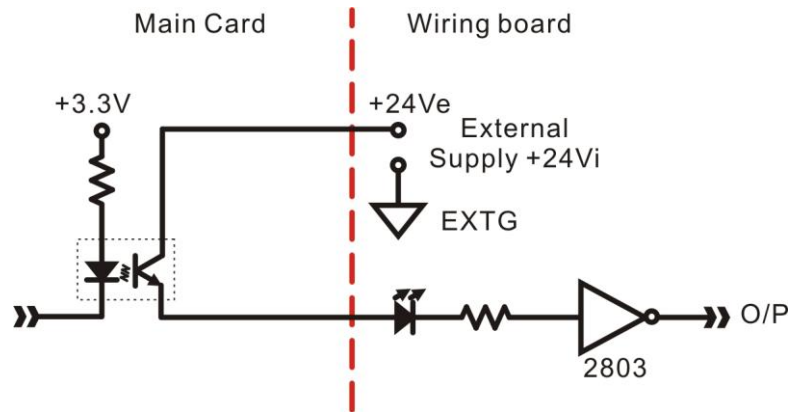 Main Card
Wiring board
+3.3V
+24Ve
External
Supply +24Vi
EXTG
O/P
2803